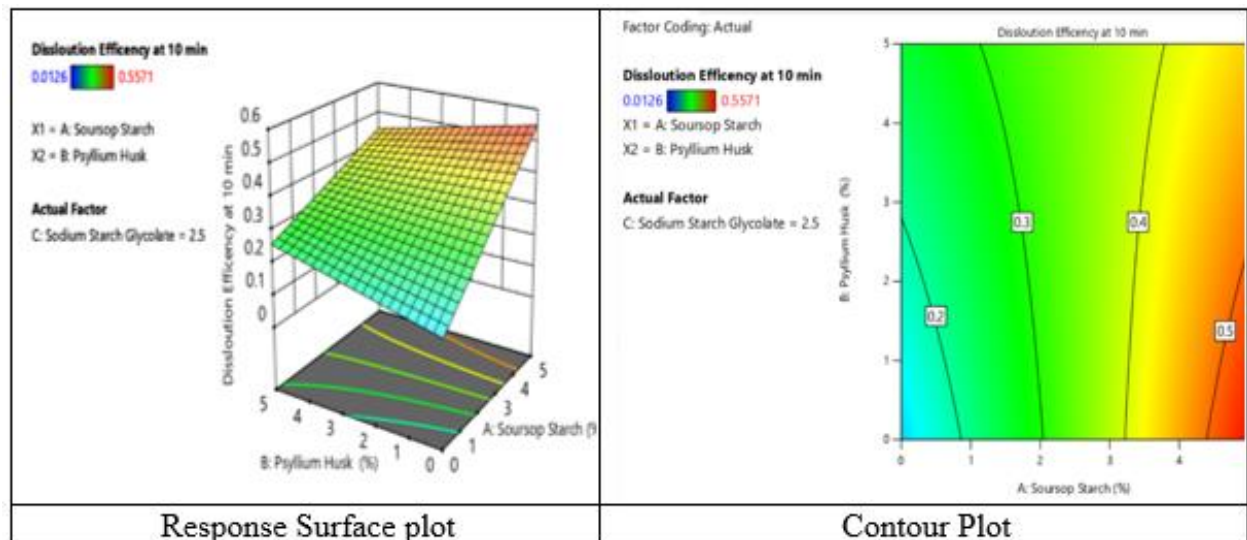 Dissloution Efficency at 10 min
0.0126 0.5571
X1 = A: Soursop Starch
X2 = B: Psyllium Husk
Actual Factor
C: Sodium Starch Glycolate = 2.5
Dissloution Efficency at 10 min
0.6
0.5
0.4
0.3
0.2
0.1
0
5
4
3
2
1
0
B: Psyllium Husk (%)
0
1
2
3
4
5
A: Soursop Starch (%
Response Surface plot
Factor Coding: Actual
Dissloution Efficency at 10 min
0.0126 0.5571
X1 = A: Soursop Starch
X2 = B: Psyllium Husk
Actual Factor
C: Sodium Starch Glycolate = 2.5
Dissloution Efficency at 10 min
B: Psyllium Husk (%)
5
4
3
2
1
0
0.2
0.3
0.4
0.5
0 1 2 3 4
A: Soursop Starch (%)
Contour Plot